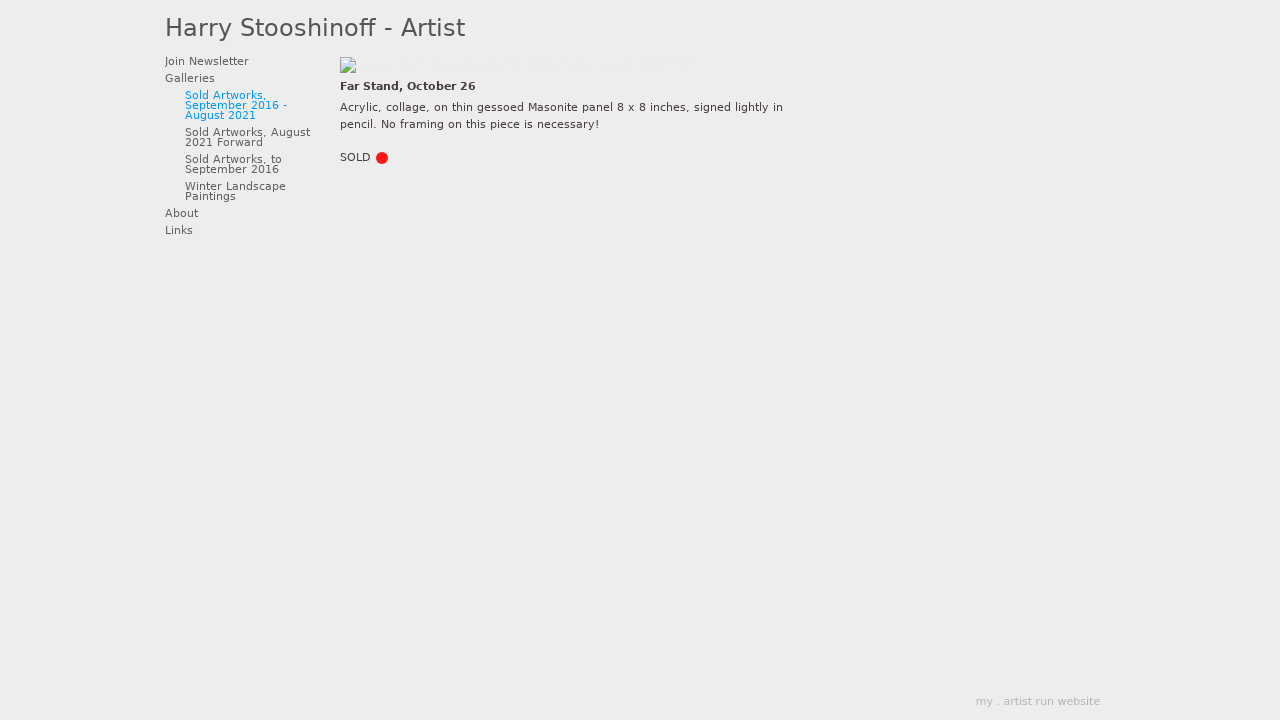 Harry Stooshinoff - Artist
Join Newsletter
Galleries
Sold Artworks,
September 2016 -
August 2021
Sold Artworks, August
2021 Forward
Sold Artworks, to
September 2016
Winter Landscape
Paintings
About
Links
Far Stand, October 26
Acrylic, collage, on thin gessoed Masonite panel 8 x 8 inches, signed lightly in
pencil. No framing on this piece is necessary!
SOLD
my . artist run website